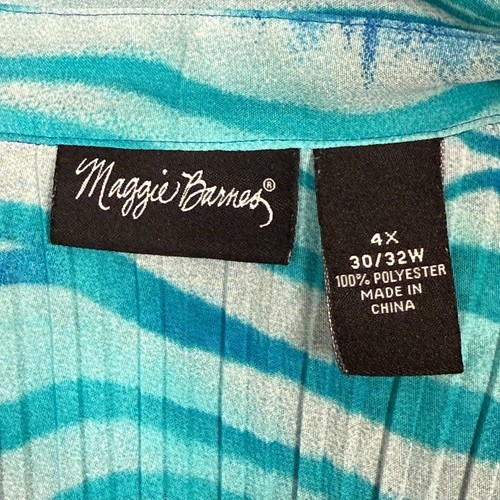 Maggie Barnes®
4X
30/32W
100% POLYESTER
MADE IN
CHINA